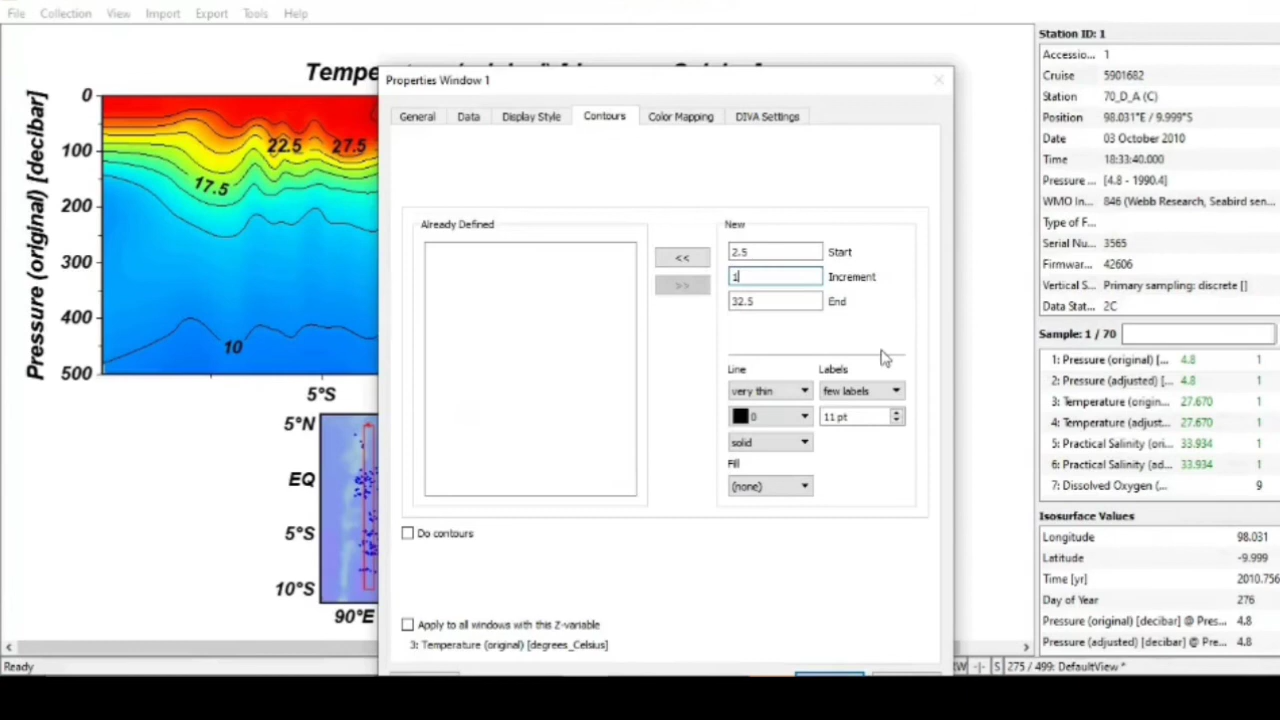 File Collection View Import Export Tools Help
Properties Window 1
General Data Display Style Contours Color Mapping DIVA Settings
Already Defined
<<
>>
New
2.5 Start
1 Increment
32.5 End
Line Labels
very thin few labels
0 11 pt
solid
Fill
(none)
Do contours
Apply to all windows with this Z-variable
3: Temperature (original) [degrees_Celsius]
Pressure (original) [decibar]
0
100
200
300
400
500
22.5 27.5
17.5
10
5°S
5°N
EQ
5°S
10°S
90°E
Station ID: 1
Accessio... 1
Cruise 5901682
Station 70_D_A (C)
Position 98.031°E / 9.999°S
Date 03 October 2010
Time 18:33:40.000
Pressure ... [4.8 - 1990.4]
WMO In... 846 (Webb Research, Seabird sen...
Type of F...
Serial Nu... 3565
Firmwar... 42606
Vertical S... Primary sampling: discrete []
Data Stat... 2C
Sample: 1 / 70
1: Pressure (original) [... 4.8 1
2: Pressure (adjusted) [... 4.8 1
3: Temperature (origin... 27.670 1
4: Temperature (adjust... 27.670 1
5: Practical Salinity (ori... 33.934 1
6: Practical Salinity (ad... 33.934 1
7: Dissolved Oxygen (... 9
Isosurface Values
Longitude 98.031
Latitude -9.999
Time [yr] 2010.756
Day of Year 276
Pressure (original) [decibar] @ Pres... 4.8
Pressure (adjusted) [decibar] @ Pre... 4.8
Ready
S 275 / 499: DefaultView *